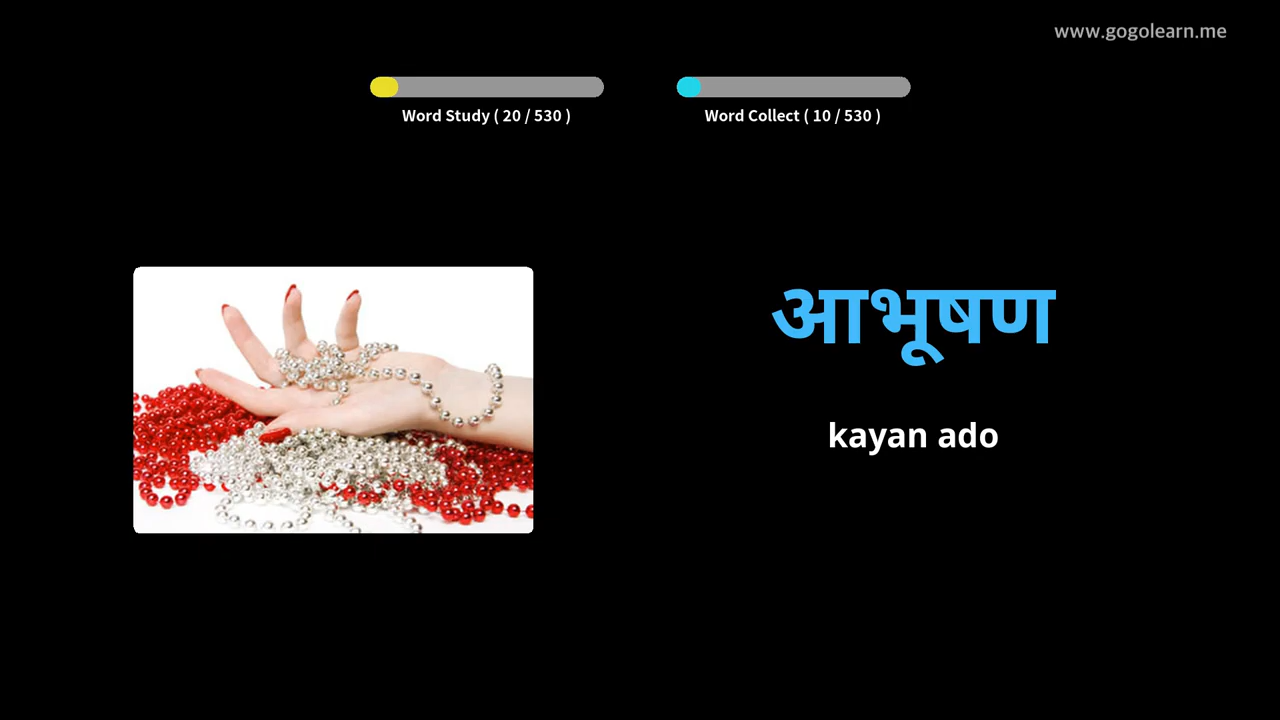 www.gogolearn.me
Word Study ( 20 / 530 )
Word Collect ( 10 / 530 )
आभूषण
kayan ado